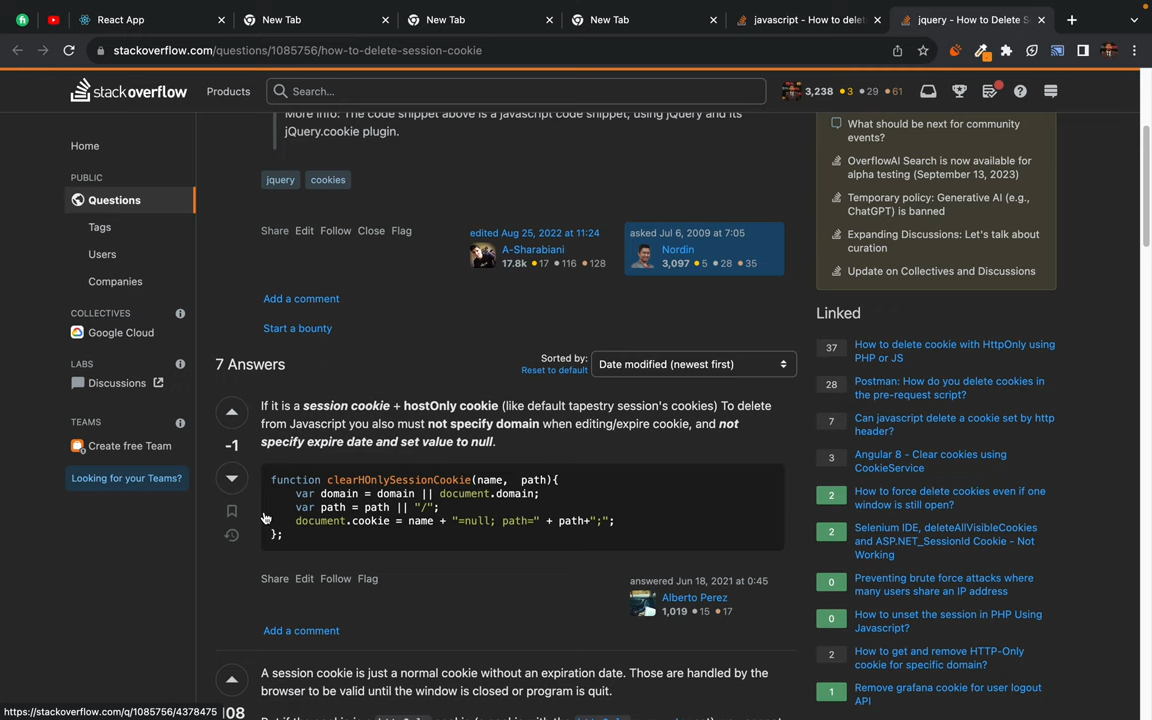 React App
New Tab
New Tab
New Tab
javascript - How to delet
jquery - How to Delete S
stackoverflow.com/questions/1085756/how-to-delete-session-cookie
stackoverflow
Products
Search...
3,238 3 29 61
More info: The code snippet above is a javascript code snippet, using jQuery and its
jQuery.cookie plugin.
Home
PUBLIC
Questions
Tags
Users
Companies
COLLECTIVES
Google Cloud
LABS
Discussions
TEAMS
Create free Team
Looking for your Teams?
jquery
cookies
Share Edit Follow Close Flag
edited Aug 25, 2022 at 11:24
A-Sharabiani
17.8k 17 116 128
asked Jul 6, 2009 at 7:05
Nordin
3,097 5 28 35
Add a comment
Start a bounty
7 Answers
Sorted by:
Reset to default
Date modified (newest first)
-1
If it is a session cookie + hostOnly cookie (like default tapestry session's cookies) To delete
from Javascript you also must not specify domain when editing/expire cookie, and not
specify expire date and set value to null.
function clearHOnlySessionCookie(name,  path){
    var domain = domain || document.domain;
    var path = path || "/";
    document.cookie = name + "=null; path=" + path+";";
};
Share Edit Follow Flag
answered Jun 18, 2021 at 0:45
Alberto Perez
1,019 15 17
Add a comment
A session cookie is just a normal cookie without an expiration date. Those are handled by the
browser to be valid until the window is closed or program is quit.
What should be next for community
events?
OverflowAI Search is now available for
alpha testing (September 13, 2023)
Temporary policy: Generative AI (e.g.,
ChatGPT) is banned
Expanding Discussions: Let's talk about
curation
Update on Collectives and Discussions
Linked
37 How to delete cookie with HttpOnly using
PHP or JS
28 Postman: How do you delete cookies in
the pre-request script?
7 Can javascript delete a cookie set by http
header?
3 Angular 8 - Clear cookies using
CookieService
2 How to force delete cookies even if one
window is still open?
2 Selenium IDE, deleteAllVisibleCookies
and ASP.NET_SessionId Cookie - Not
Working
0 Preventing brute force attacks where
many users share an IP address
0 How to unset the session in PHP Using
Javascript?
2 How to get and remove HTTP-Only
cookie for specific domain?
1 Remove grafana cookie for user logout
API
https://stackoverflow.com/q/1085756/4378475